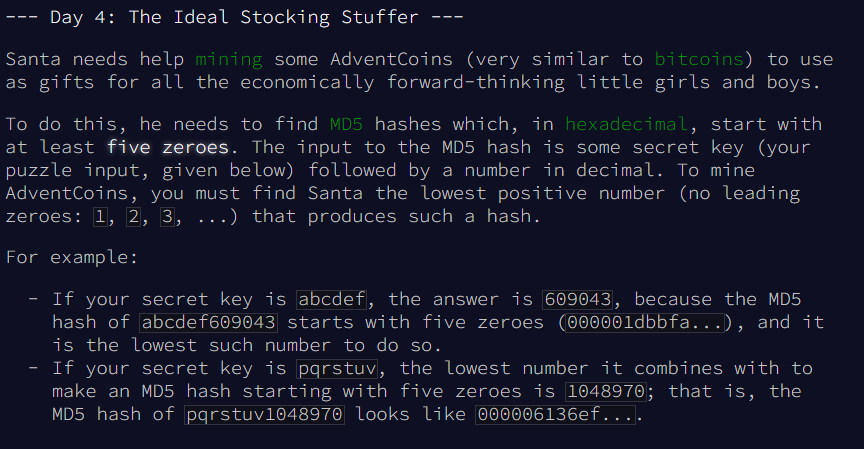 --- Day 4: The Ideal Stocking Stuffer ---
Santa needs help mining some AdventCoins (very similar to bitcoins) to use
as gifts for all the economically forward-thinking little girls and boys.
To do this, he needs to find MD5 hashes which, in hexadecimal, start with
at least five zeroes. The input to the MD5 hash is some secret key (your
puzzle input, given below) followed by a number in decimal. To mine
AdventCoins, you must find Santa the lowest positive number (no leading
zeroes: 1, 2, 3, ...) that produces such a hash.
For example:
- If your secret key is abcdef, the answer is 609043, because the MD5
hash of abcdef609043 starts with five zeroes (000001dbbfa...), and it
is the lowest such number to do so.
- If your secret key is pqrstuv, the lowest number it combines with to
make an MD5 hash starting with five zeroes is 1048970; that is, the
MD5 hash of pqrstuv1048970 looks like 000006136ef....